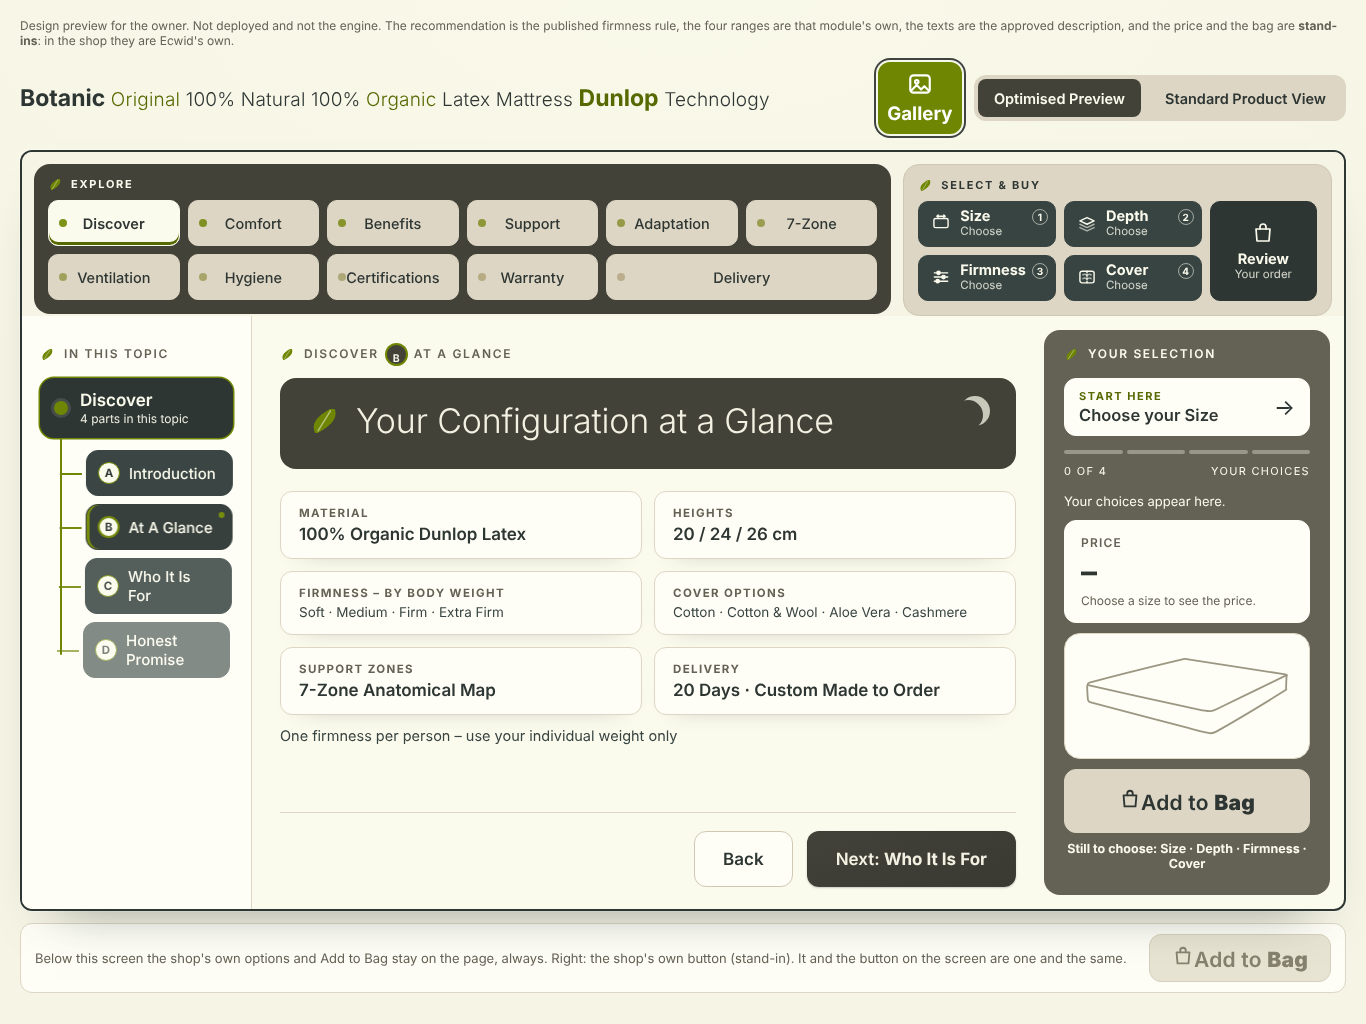 Design preview for the owner. Not deployed and not the engine. The recommendation is the published firmness rule, the four ranges are that module's own, the texts are the approved description, and the price and the bag are stand-
ins: in the shop they are Ecwid's own.
Botanic Original 100% Natural 100% Organic Latex Mattress Dunlop Technology
Gallery
Optimised Preview
Standard Product View
EXPLORE
Discover
Comfort
Benefits
Support
Adaptation
7-Zone
Ventilation
Hygiene
Certifications
Warranty
Delivery
SELECT & BUY
Size
Choose
1
Depth
Choose
2
Firmness
Choose
3
Cover
Choose
4
Review
Your order
IN THIS TOPIC
Discover
4 parts in this topic
A Introduction
B At A Glance
C Who It Is
For
D Honest
Promise
DISCOVER B AT A GLANCE
Your Configuration at a Glance
MATERIAL
100% Organic Dunlop Latex
HEIGHTS
20 / 24 / 26 cm
FIRMNESS – BY BODY WEIGHT
Soft · Medium · Firm · Extra Firm
COVER OPTIONS
Cotton · Cotton & Wool · Aloe Vera · Cashmere
SUPPORT ZONES
7-Zone Anatomical Map
DELIVERY
20 Days · Custom Made to Order
One firmness per person – use your individual weight only
Back
Next: Who It Is For
YOUR SELECTION
START HERE
Choose your Size
0 OF 4
YOUR CHOICES
Your choices appear here.
PRICE
–
Choose a size to see the price.
Add to Bag
Still to choose: Size · Depth · Firmness ·
Cover
Below this screen the shop's own options and Add to Bag stay on the page, always. Right: the shop's own button (stand-in). It and the button on the screen are one and the same.
Add to Bag